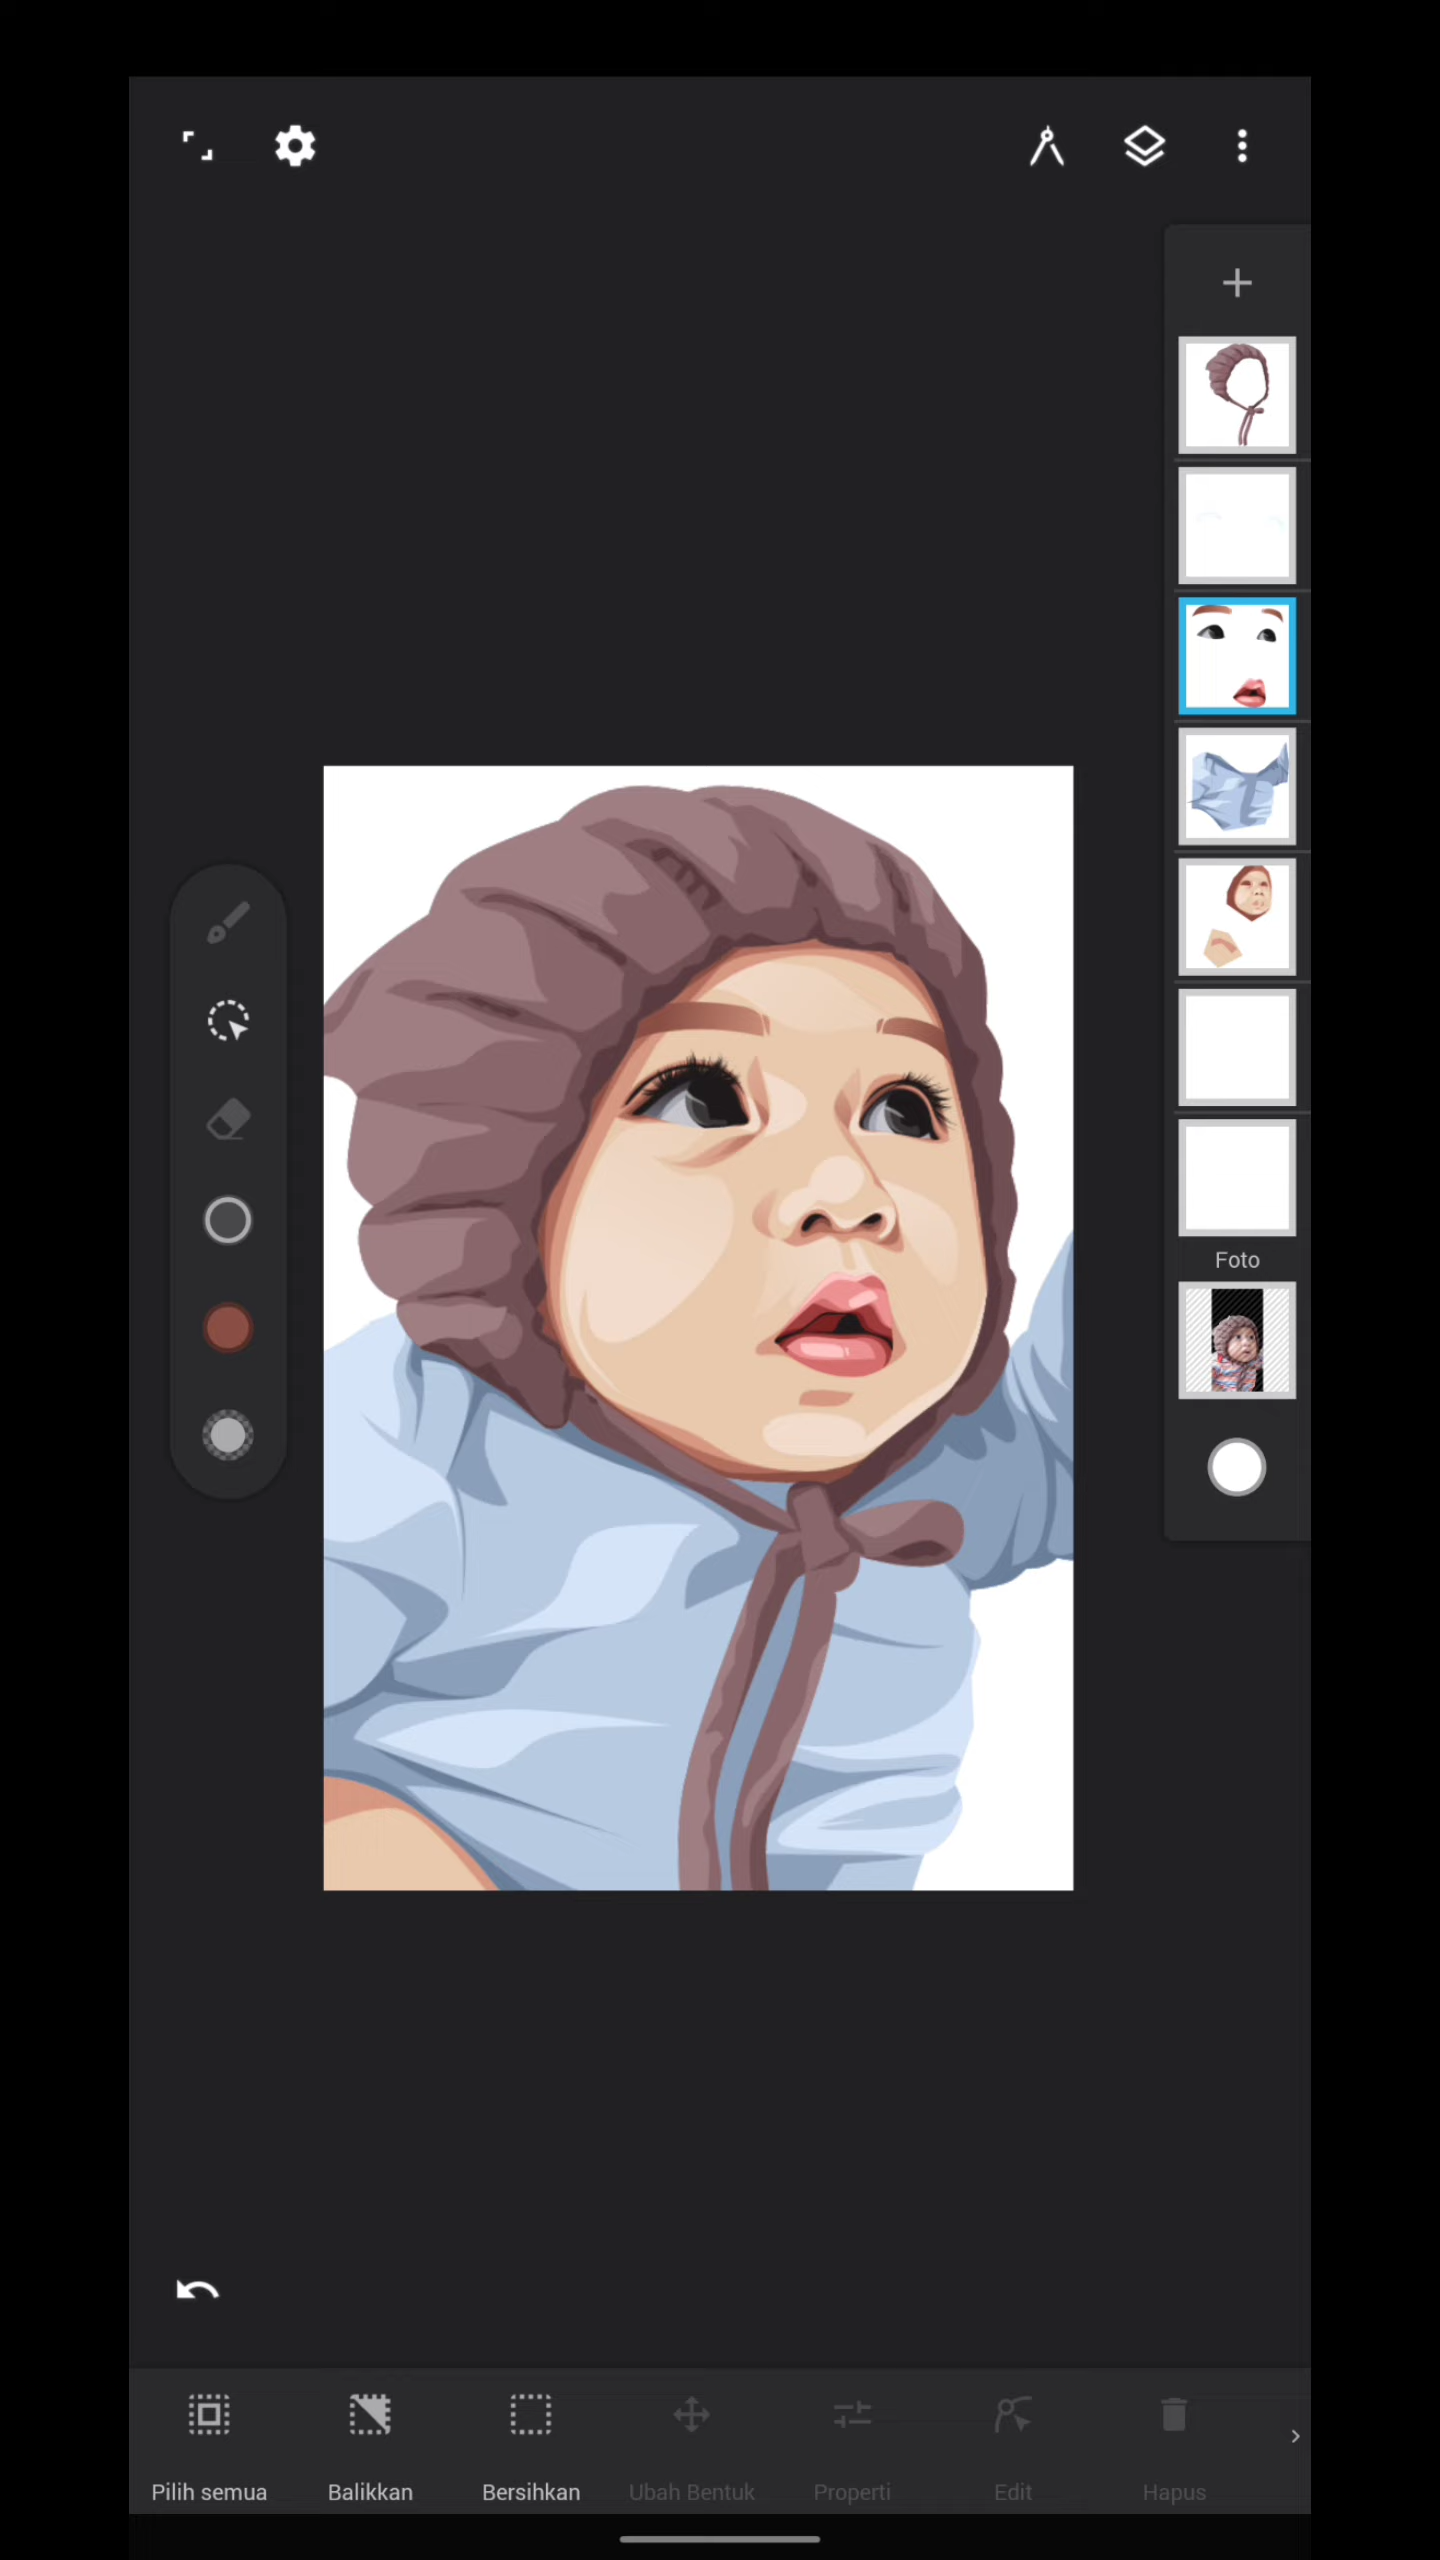 Foto
Pilih semua
Balikkan
Bersihkan
Ubah Bentuk
Properti
Edit
Hapus